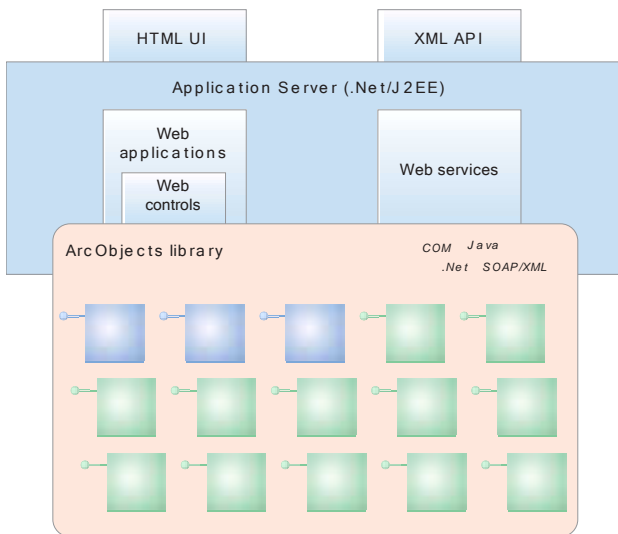 HTML UI
XML API
Application Server (.Net/J2EE)
Web
applications
Web services
Web
controls
ArcObjects library
COM Java
.Net SOAP/XML